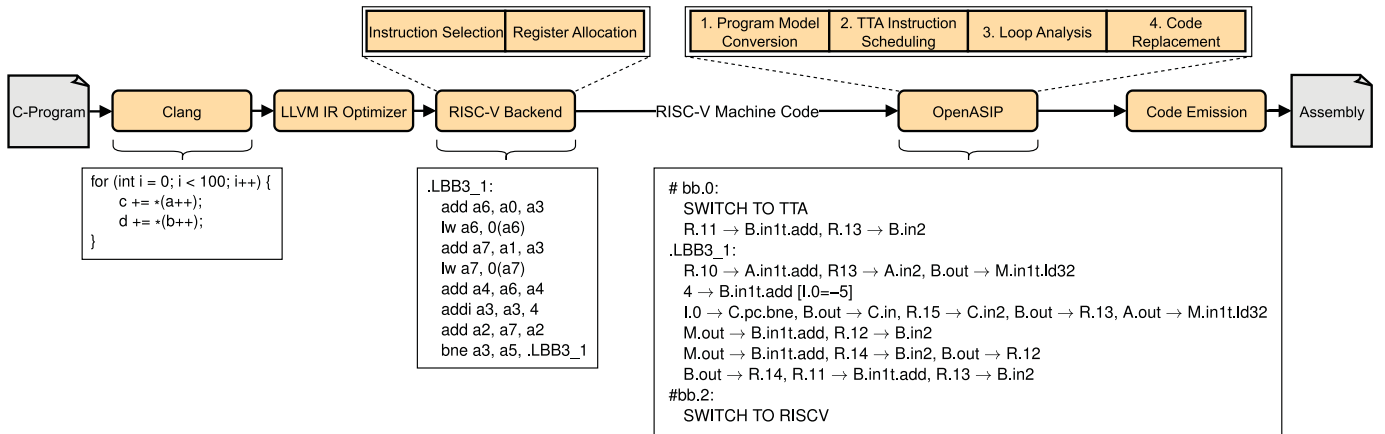 Instruction Selection
Register Allocation
1. Program Model
Conversion
2. TTA Instruction
Scheduling
3. Loop Analysis
4. Code
Replacement
C-Program
Clang
LLVM IR Optimizer
RISC-V Backend
RISC-V Machine Code
OpenASIP
Code Emission
Assembly
for (int i = 0; i < 100; i++) {
c += *(a++);
d += *(b++);
}
.LBB3_1:
add a6, a0, a3
lw a6, 0(a6)
add a7, a1, a3
lw a7, 0(a7)
add a4, a6, a4
addi a3, a3, 4
add a2, a7, a2
bne a3, a5, .LBB3_1
# bb.0:
SWITCH TO TTA
R.11 → B.in1t.add, R.13 → B.in2
.LBB3_1:
R.10 → A.in1t.add, R13 → A.in2, B.out → M.in1t.ld32
4 → B.in1t.add [I.0=−5]
I.0 → C.pc.bne, B.out → C.in, R.15 → C.in2, B.out → R.13, A.out → M.in1t.ld32
M.out → B.in1t.add, R.12 → B.in2
M.out → B.in1t.add, R.14 → B.in2, B.out → R.12
B.out → R.14, R.11 → B.in1t.add, R.13 → B.in2
#bb.2:
SWITCH TO RISCV